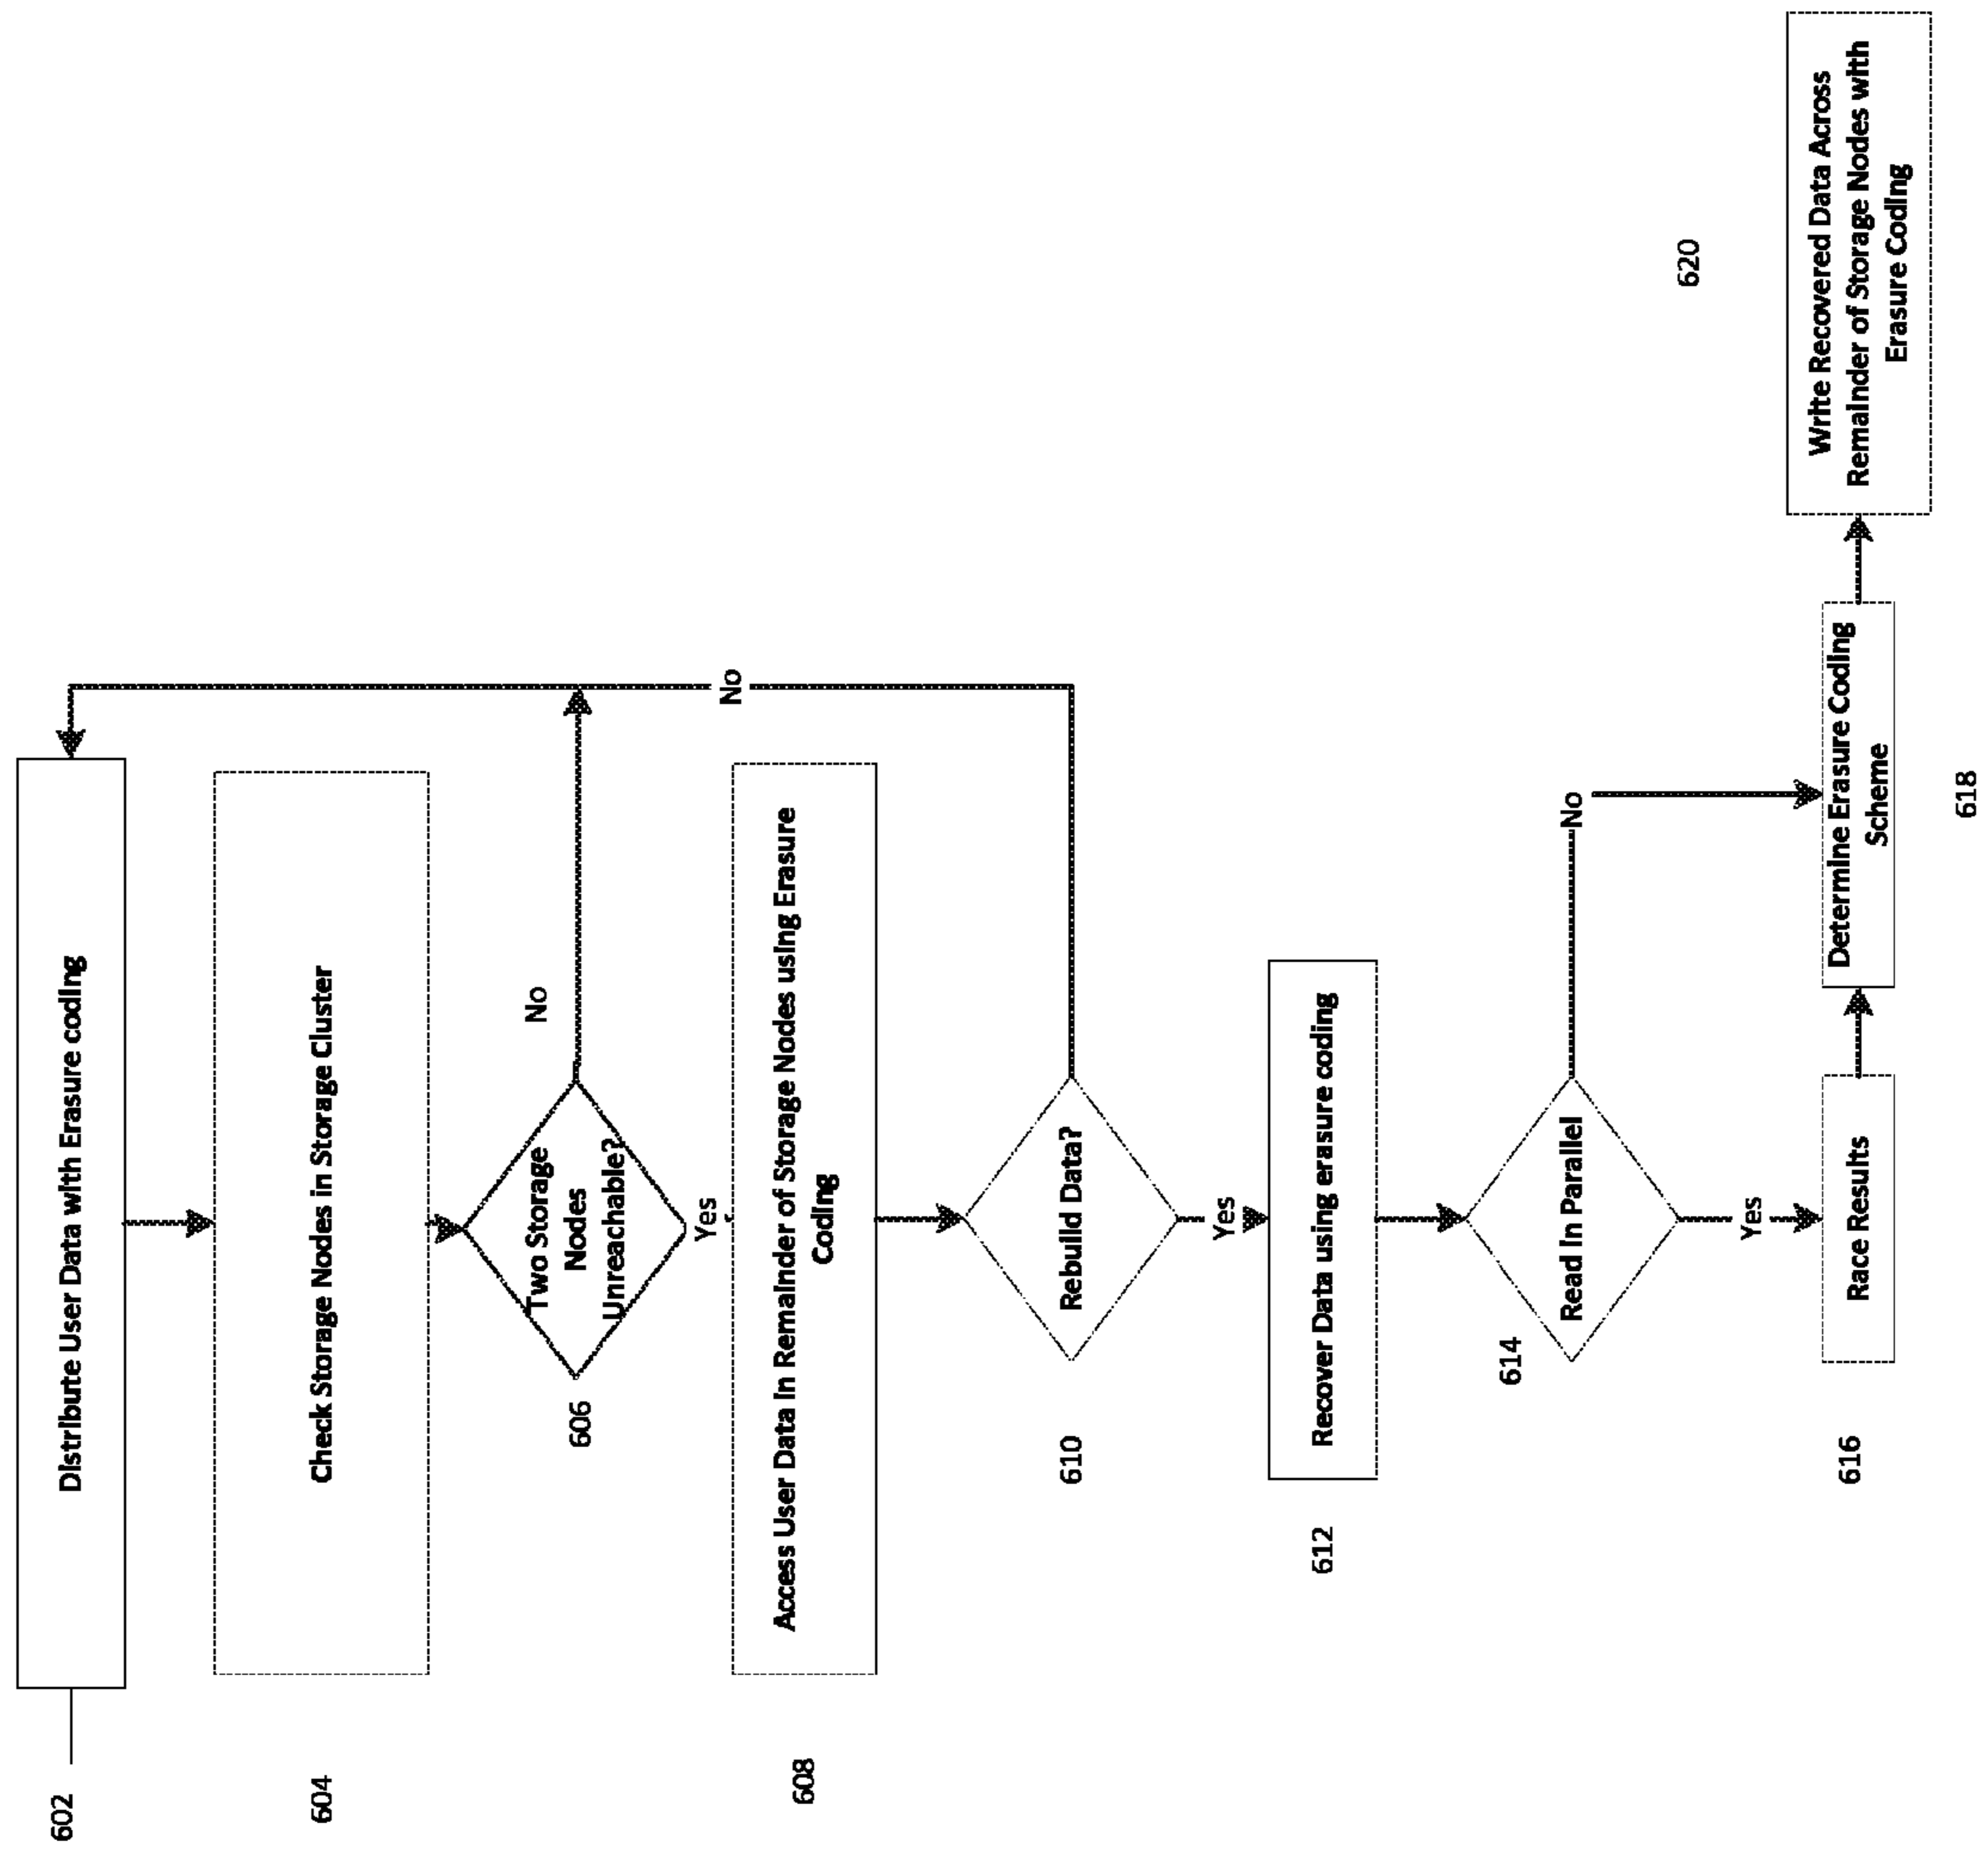 602
Distribute User Data with Erasure coding
604
Check Storage Nodes in Storage Cluster
606
Two Storage
Nodes
Unreachable?
No
Yes
608
Access User Data in Remainder of Storage Nodes using Erasure
Coding
No
610
Rebuild Data?
Yes
612
Recover Data using erasure coding
614
Read in Parallel
No
Yes
616
Race Results
Determine Erasure Coding
Scheme
618
620
Write Recovered Data Across
Remainder of Storage Nodes with
Erasure Coding